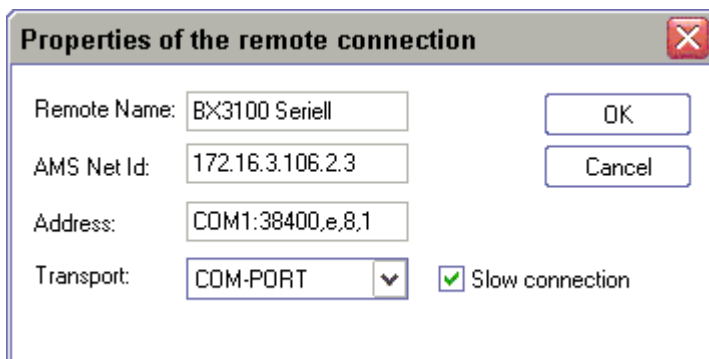 Properties of the remote connection
Remote Name: BX3100 Seriell OK
AMS Net Id: 172.16.3.106.2.3 Cancel
Address: COM1:38400,e,8,1
Transport: COM-PORT Slow connection